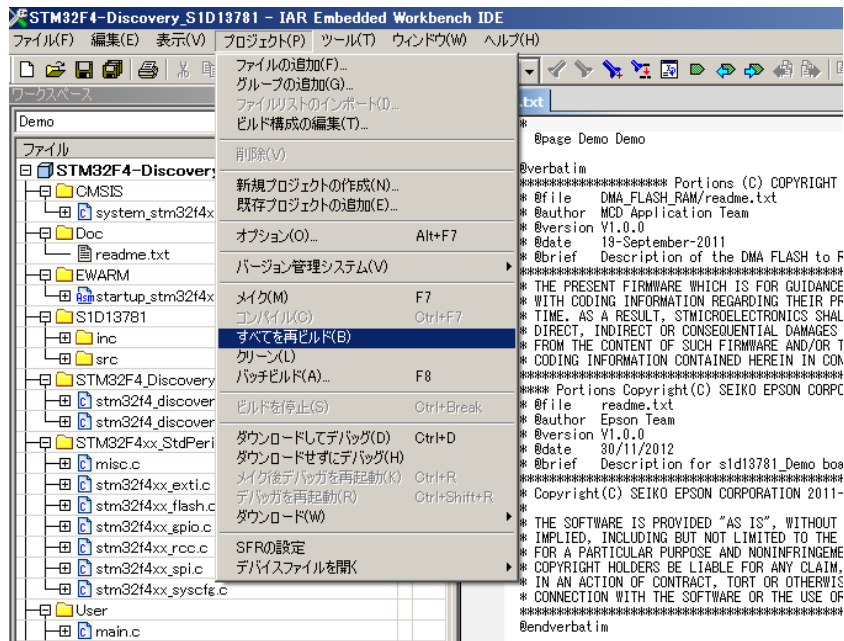 STM32F4-Discovery_S1D13781 - IAR Embedded Workbench IDE
ファイル(F) 編集(E) 表示(V) プロジェクト(P) ツール(T) ウィンドウ(W) ヘルプ(H)
ワークスペース
Demo
ファイル
STM32F4-Discovery
CMSIS
system_stm32f4x
Doc
readme.txt
EWARM
startup_stm32f4x
S1D13781
inc
src
STM32F4_Discovery
stm32f4_discover
stm32f4_discover
STM32F4xx_StdPeri
misc.c
stm32f4xx_exti.c
stm32f4xx_flash.c
stm32f4xx_gpio.c
stm32f4xx_rcc.c
stm32f4xx_spi.c
stm32f4xx_syscfg.c
User
main.c
ファイルの追加(F)...
グループの追加(G)...
ファイルリストのインポート(I)...
ビルド構成の編集(T)...
削除(V)
新規プロジェクトの作成(N)...
既存プロジェクトの追加(E)...
オプション(O)... Alt+F7
バージョン管理システム(V)
メイク(M) F7
コンパイル(C) Ctrl+F7
すべてを再ビルド(B)
クリーン(L)
バッチビルド(A)... F8
ビルドを停止(S) Ctrl+Break
ダウンロードしてデバッグ(D) Ctrl+D
ダウンロードせずにデバッグ(H)
メイク後デバッガを再起動(K) Ctrl+R
デバッガを再起動(R) Ctrl+Shift+R
ダウンロード(W)
SFRの設定
デバイスファイルを開く
.txt
*
@page Demo Demo
@verbatim
******************** Portions (C) COPYRIGHT
* @file DMA_FLASH_RAM/readme.txt
* @author MCD Application Team
* @version V1.0.0
* @date 19-September-2011
* @brief Description of the DMA FLASH to R
* THE PRESENT FIRMWARE WHICH IS FOR GUIDANCE
* WITH CODING INFORMATION REGARDING THEIR PR
* TIME. AS A RESULT, STMICROELECTRONICS SHAL
* DIRECT, INDIRECT OR CONSEQUENTIAL DAMAGES
* FROM THE CONTENT OF SUCH FIRMWARE AND/OR T
* CODING INFORMATION CONTAINED HEREIN IN CON
**** Portions Copyright(C) SEIKO EPSON CORPO
* @file readme.txt
* @author Epson Team
* @version V1.0.0
* @date 30/11/2012
* @brief Description for s1d13781_Demo boa
* Copyright(C) SEIKO EPSON CORPORATION 2011-
*
* THE SOFTWARE IS PROVIDED "AS IS", WITHOUT
* IMPLIED, INCLUDING BUT NOT LIMITED TO THE
* FOR A PARTICULAR PURPOSE AND NONINFRINGEME
* COPYRIGHT HOLDERS BE LIABLE FOR ANY CLAIM,
* IN AN ACTION OF CONTRACT, TORT OR OTHERWIS
* CONNECTION WITH THE SOFTWARE OR THE USE OR
@endverbatim